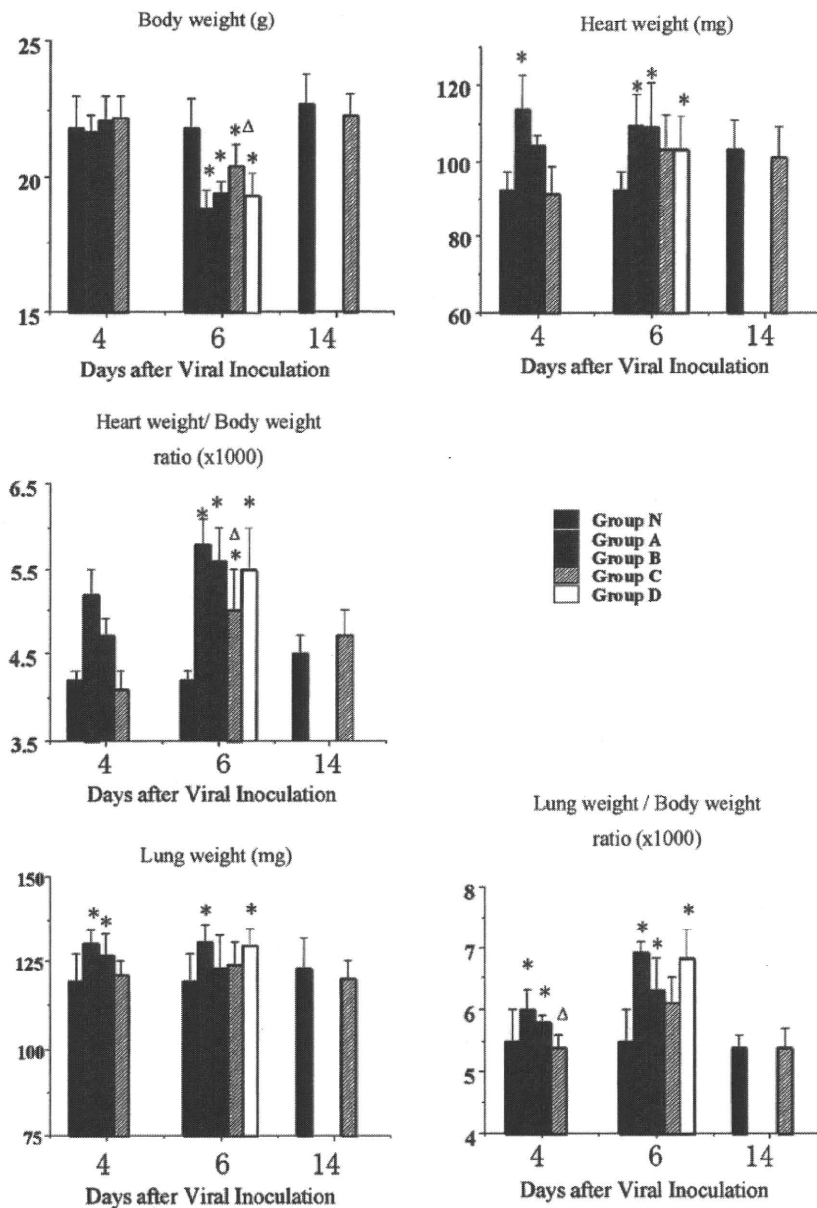 Body weight (g)
25
20
15
* * * Δ *
4 6 14
Days after Viral Inoculation
Heart weight (mg)
120
100
80
60
* * * *
4 6 14
Days after Viral Inoculation
Heart weight/ Body weight
ratio (x1000)
6.5
5.5
4.5
3.5
* * Δ * *
4 6 14
Days after Viral Inoculation
Group N
Group A
Group B
Group C
Group D
Lung weight (mg)
150
125
100
75
* * * *
4 6 14
Days after Viral Inoculation
Lung weight / Body weight
ratio (x1000)
8
7
6
5
4
* * Δ * * *
4 6 14
Days after Viral Inoculation